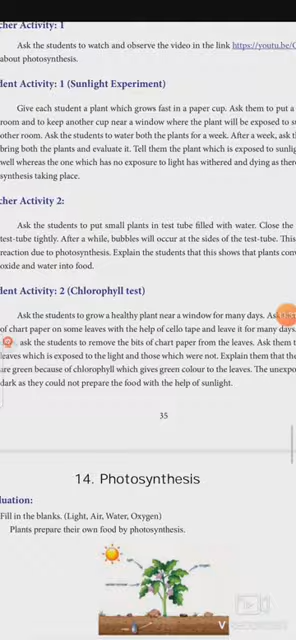 cher Activity: 1
Ask the students to watch and observe the video in the link https://youtu.be/
about photosynthesis.
dent Activity: 1 (Sunlight Experiment)
Give each student a plant which grows fast in a paper cup. Ask them to put a
room and to keep another cup near a window where the plant will be exposed to su
other room. Ask the students to water both the plants for a week. After a week, ask th
bring both the plants and evaluate it. Tell them the plant which is exposed to sunlig
well whereas the one which has no exposure to light has withered and dying as there
synthesis taking place.
cher Activity 2:
Ask the students to put small plants in test tube filled with water. Close the
test-tube tightly. After a while, bubbles will occur at the sides of the test-tube. This
reaction due to photosynthesis. Explain the students that this shows that plants conv
oxide and water into food.
dent Activity: 2 (Chlorophyll test)
Ask the students to grow a healthy plant near a window for many days. Ask
of chart paper on some leaves with the help of cello tape and leave it for many days.
ask the students to remove the bits of chart paper from the leaves. Ask them t
leaves which is exposed to the light and those which were not. Explain them that the
are green because of chlorophyll which gives green colour to the leaves. The unexpo
dark as they could not prepare the food with the help of sunlight.
35
14. Photosynthesis
luation:
Fill in the blanks. (Light, Air, Water, Oxygen)
Plants prepare their own food by photosynthesis.
V